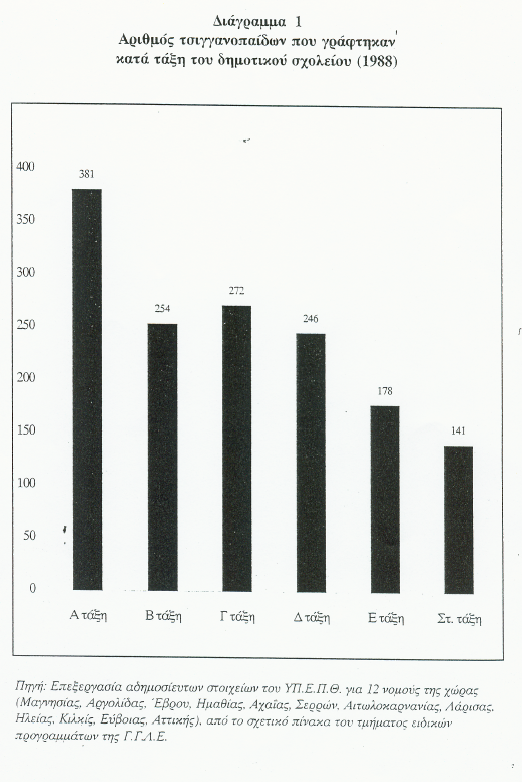 Διάγραμμα 1
Αριθμός τσιγγανοπαίδων που γράφτηκαν
κατά τάξη του δημοτικού σχολείου (1988)
400
350
300
250
200
150
100
50
0
381
254
272
246
178
141
Α τάξη Β τάξη Γ τάξη Δ τάξη Ε τάξη Στ. τάξη
Πηγή: Επεξεργασία αδημοσίευτων στοιχείων του ΥΠ.Ε.Π.Θ. για 12 νομούς της χώρας
(Μαγνησίας, Αργολίδας, Έβρου, Ημαθίας, Αχαΐας, Σερρών, Αιτωλοκαρνανίας, Λάρισας,
Ηλείας, Κιλκίς, Εύβοιας, Αττικής), από το σχετικό πίνακα του τμήματος ειδικών
προγραμμάτων της Γ.Γ.Λ.Ε.